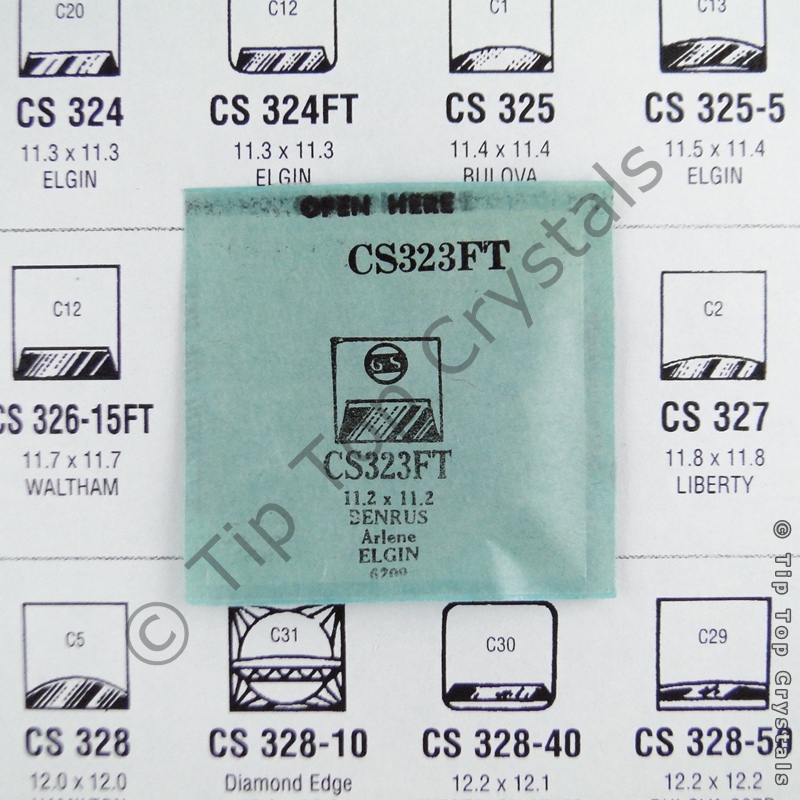 C20 C12 C1 C13
CS 324 CS 324FT CS 325 CS 325-5
11.3 x 11.3 11.3 x 11.3 11.4 x 11.4 11.5 x 11.4
ELGIN ELGIN BULOVA ELGIN
OPEN HERE
CS323FT
GS
CS323FT
11.2 x 11.2
BENRUS
Arlene
ELGIN
6209
C12
CS 326-15FT
11.7 x 11.7
WALTHAM
C2
CS 327
11.8 x 11.8
LIBERTY
C5 C31 C30 C29
CS 328 CS 328-10 CS 328-40 CS 328-50
12.0 x 12.0 Diamond Edge 12.2 x 12.1 12.2 x 12.2
© Tip Top Crystals
© Tip Top Crystals